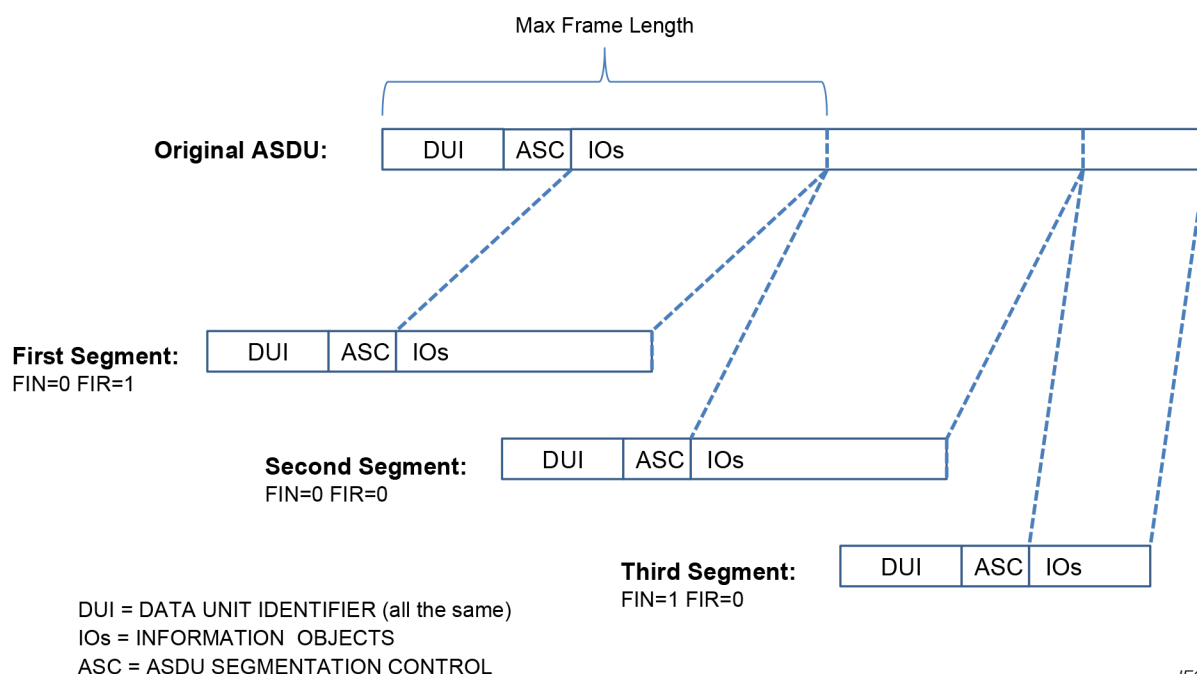 Max Frame Length
Original ASDU: DUI ASC IOs
First Segment: DUI ASC IOs
FIN=0 FIR=1
Second Segment: DUI ASC IOs
FIN=0 FIR=0
Third Segment: DUI ASC IOs
FIN=1 FIR=0
DUI = DATA UNIT IDENTIFIER (all the same)
IOs = INFORMATION OBJECTS
ASC = ASDU SEGMENTATION CONTROL